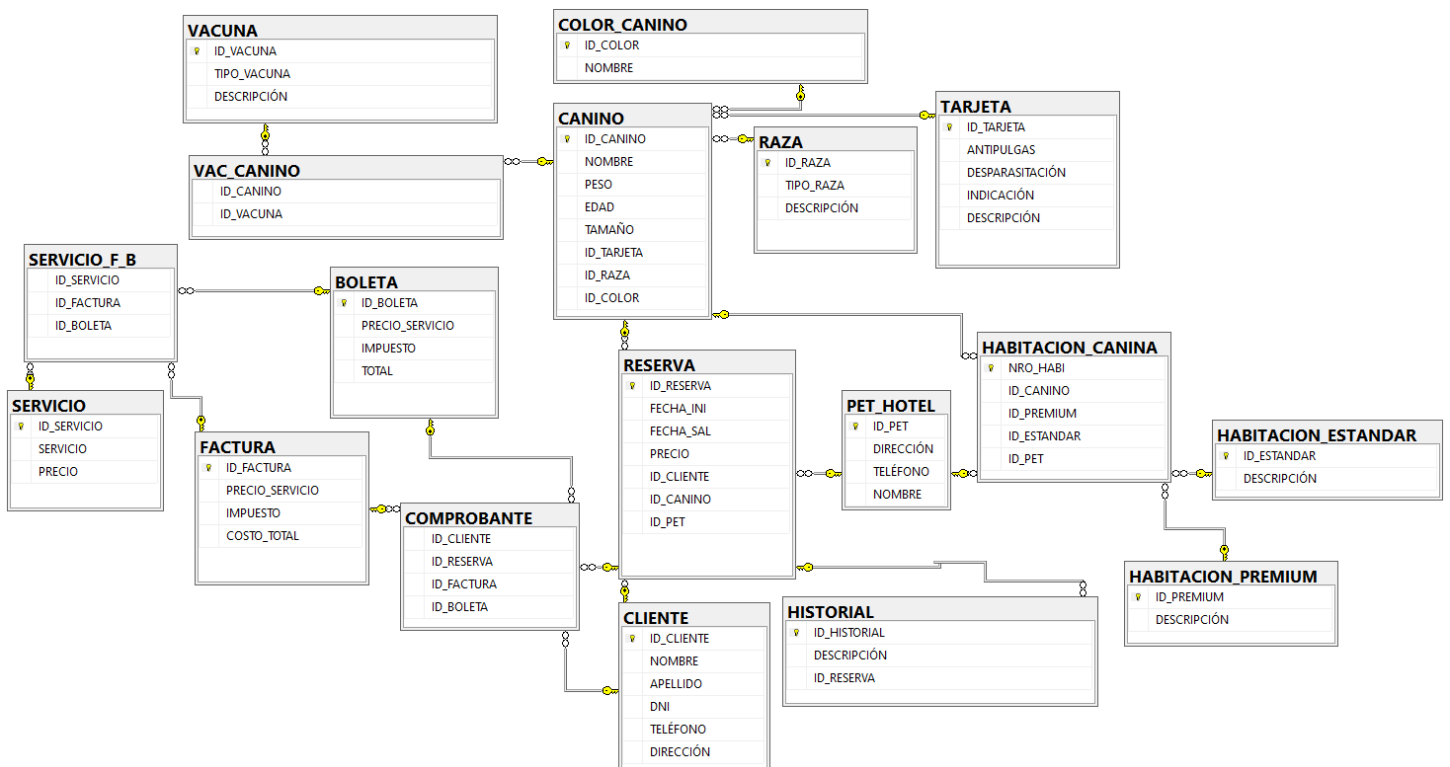 VACUNA
ID_VACUNA
TIPO_VACUNA
DESCRIPCIÓN
COLOR_CANINO
ID_COLOR
NOMBRE
CANINO
ID_CANINO
NOMBRE
PESO
EDAD
TAMAÑO
ID_TARJETA
ID_RAZA
ID_COLOR
TARJETA
ID_TARJETA
ANTIPULGAS
DESPARASITACIÓN
INDICACIÓN
DESCRIPCIÓN
RAZA
ID_RAZA
TIPO_RAZA
DESCRIPCIÓN
VAC_CANINO
ID_CANINO
ID_VACUNA
SERVICIO_F_B
ID_SERVICIO
ID_FACTURA
ID_BOLETA
BOLETA
ID_BOLETA
PRECIO_SERVICIO
IMPUESTO
TOTAL
HABITACION_CANINA
NRO_HABI
ID_CANINO
ID_PREMIUM
ID_ESTANDAR
ID_PET
RESERVA
ID_RESERVA
FECHA_INI
FECHA_SAL
PRECIO
ID_CLIENTE
ID_CANINO
ID_PET
PET_HOTEL
ID_PET
DIRECCIÓN
TELÉFONO
NOMBRE
SERVICIO
ID_SERVICIO
SERVICIO
PRECIO
HABITACION_ESTANDAR
ID_ESTANDAR
DESCRIPCIÓN
FACTURA
ID_FACTURA
PRECIO_SERVICIO
IMPUESTO
COSTO_TOTAL
COMPROBANTE
ID_CLIENTE
ID_RESERVA
ID_FACTURA
ID_BOLETA
HABITACION_PREMIUM
ID_PREMIUM
DESCRIPCIÓN
CLIENTE
ID_CLIENTE
NOMBRE
APELLIDO
DNI
TELÉFONO
DIRECCIÓN
HISTORIAL
ID_HISTORIAL
DESCRIPCIÓN
ID_RESERVA